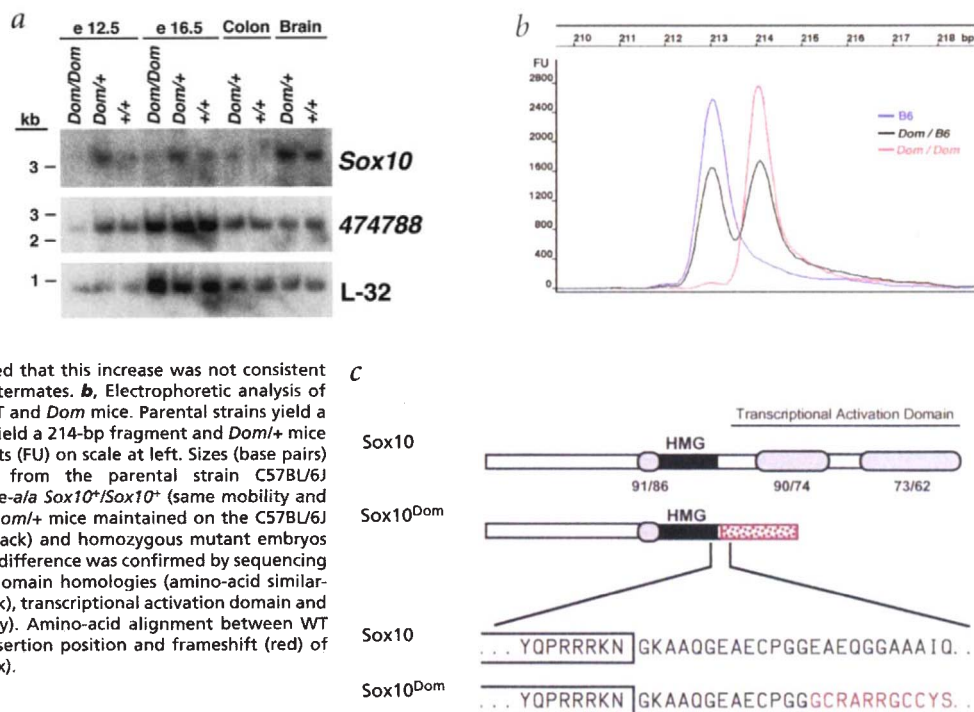 a
e 12.5 e 16.5 Colon Brain
Dom/Dom Dom/+ +/+ Dom/Dom Dom/+ +/+ Dom/+ +/+ Dom/+ +/+
kb
3 Sox10
3
2 474788
1 L-32
b
210 211 212 213 214 215 216 217 218 bp
FU
2800
2400
2000
1600
1200
800
400
0
B6
Dom / B6
Dom / Dom
ed that this increase was not consistent
termates. b, Electrophoretic analysis of
T and Dom mice. Parental strains yield a
ield a 214-bp fragment and Dom/+ mice
ts (FU) on scale at left. Sizes (base pairs)
from the parental strain C57BL/6J
e-a/a Sox10+/Sox10+ (same mobility and
om/+ mice maintained on the C57BL/6J
ack) and homozygous mutant embryos
difference was confirmed by sequencing
omain homologies (amino-acid similar-
k), transcriptional activation domain and
y). Amino-acid alignment between WT
sertion position and frameshift (red) of
x).
c
Transcriptional Activation Domain
Sox10 HMG
91/86 90/74 73/62
Sox10Dom HMG
Sox10 ... YQPRRRKN GKAAQGEAECPGGEAEQGGAAAIQ...
Sox10Dom ... YQPRRRKN GKAAQGEAECPGGGCRARRGCCYS...